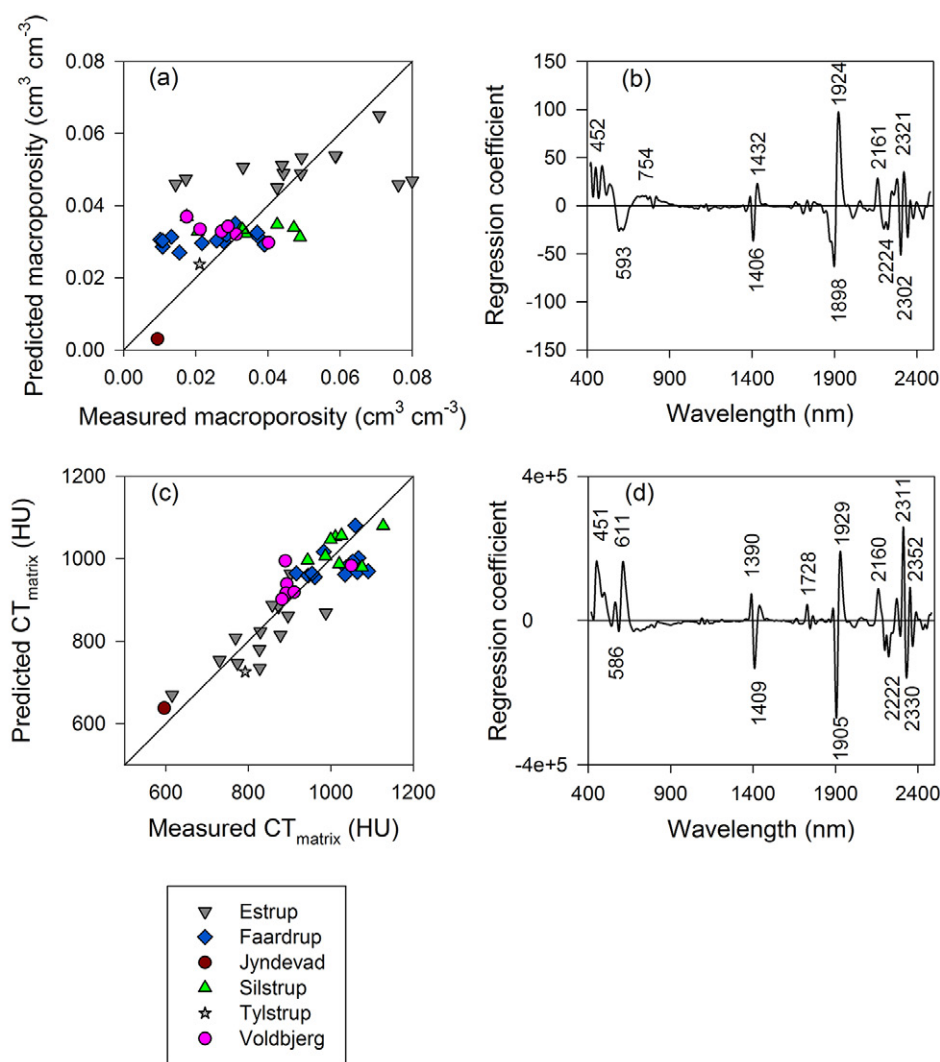 (a)
Predicted macroporosity (cm³ cm⁻³)
0.08
0.06
0.04
0.02
0.00
0.00 0.02 0.04 0.06 0.08
Measured macroporosity (cm³ cm⁻³)
(b)
Regression coefficient
150
100
50
0
-50
-100
-150
452
593
754
1432
1406
1924
1898
2161
2224
2321
2302
400 900 1400 1900 2400
Wavelength (nm)
(c)
Predicted CTmatrix (HU)
1200
1000
800
600
600 800 1000 1200
Measured CTmatrix (HU)
(d)
Regression coefficient
4e+5
0
-4e+5
451
611
586
1390
1409
1728
1929
1905
2160
2222
2311
2352
2330
400 900 1400 1900 2400
Wavelength (nm)
Estrup
Faardrup
Jyndevad
Silstrup
Tylstrup
Voldbjerg